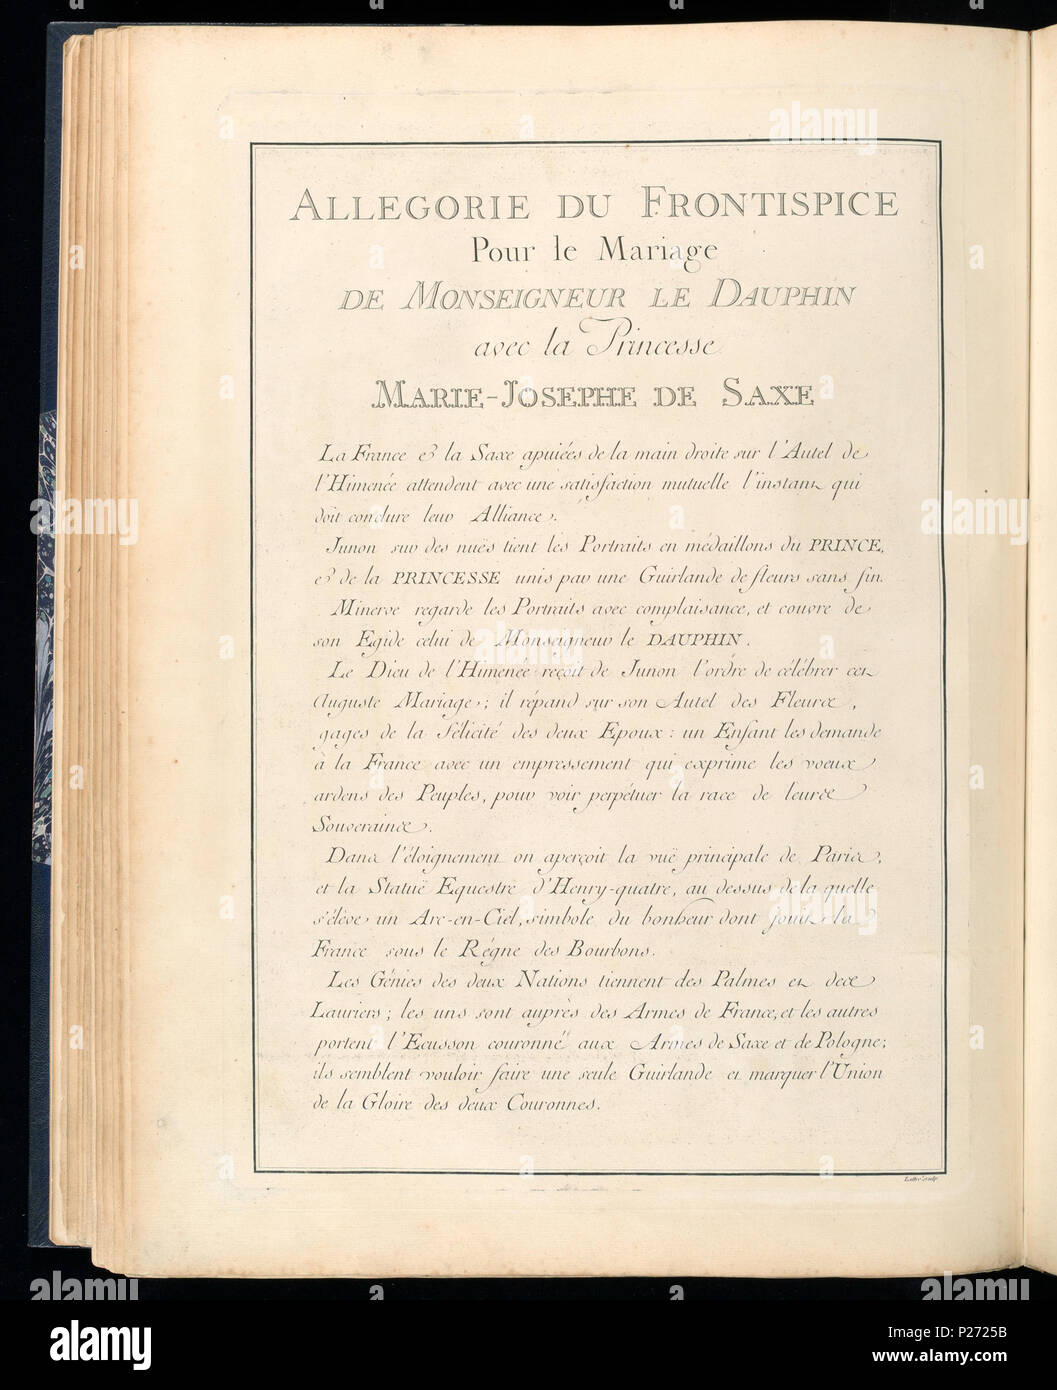 ALLEGORIE DU FRONTISPICE
Pour le Mariage
DE MONSEIGNEUR LE DAUPHIN
avec la Princesse
MARIE-JOSEPHE DE SAXE
La France & la Saxe apuiées de la main droite sur l'Autel de
l'Himenée attendent avec une satisfaction mutuelle l'instant qui
doit conclure leur Alliance.
Junon sur des nuës tient les Portraits en médaillons du PRINCE,
& de la PRINCESSE unis par une Guirlande de fleurs sans fin.
Minerve regarde les Portraits avec complaisance, et couvre de
son Egide celui de Monseigneur le DAUPHIN.
Le Dieu de l'Himenée reçoit de Junon l'ordre de célébrer cet
Auguste Mariage; il répand sur son Autel des Fleurs,
gages de la Félicité des deux Epoux: un Enfant les demande
à la France avec un empressement qui exprime les voeux
ardens des Peuples, pour voir perpétuer la race de leurs
Souverains.
Dans l'éloignement on aperçoit la vuë principale de Paris,
et la Statuë Equestre d'Henry-quatre, au dessus de la quelle
s'élève un Arc-en-Ciel, simbole du bonheur dont jouit la
France sous le Régne des Bourbons.
Les Génies des deux Nations tiennent des Palmes et des
Lauriers; les uns sont auprès des Armes de France, et les autres
portent l'Ecusson couronné aux Armes de Saxe et de Pologne;
ils semblent vouloir faire une seule Guirlande et marquer l'Union
de la Gloire des deux Couronnes.
alamy
Image ID: P2725B
www.alamy.com